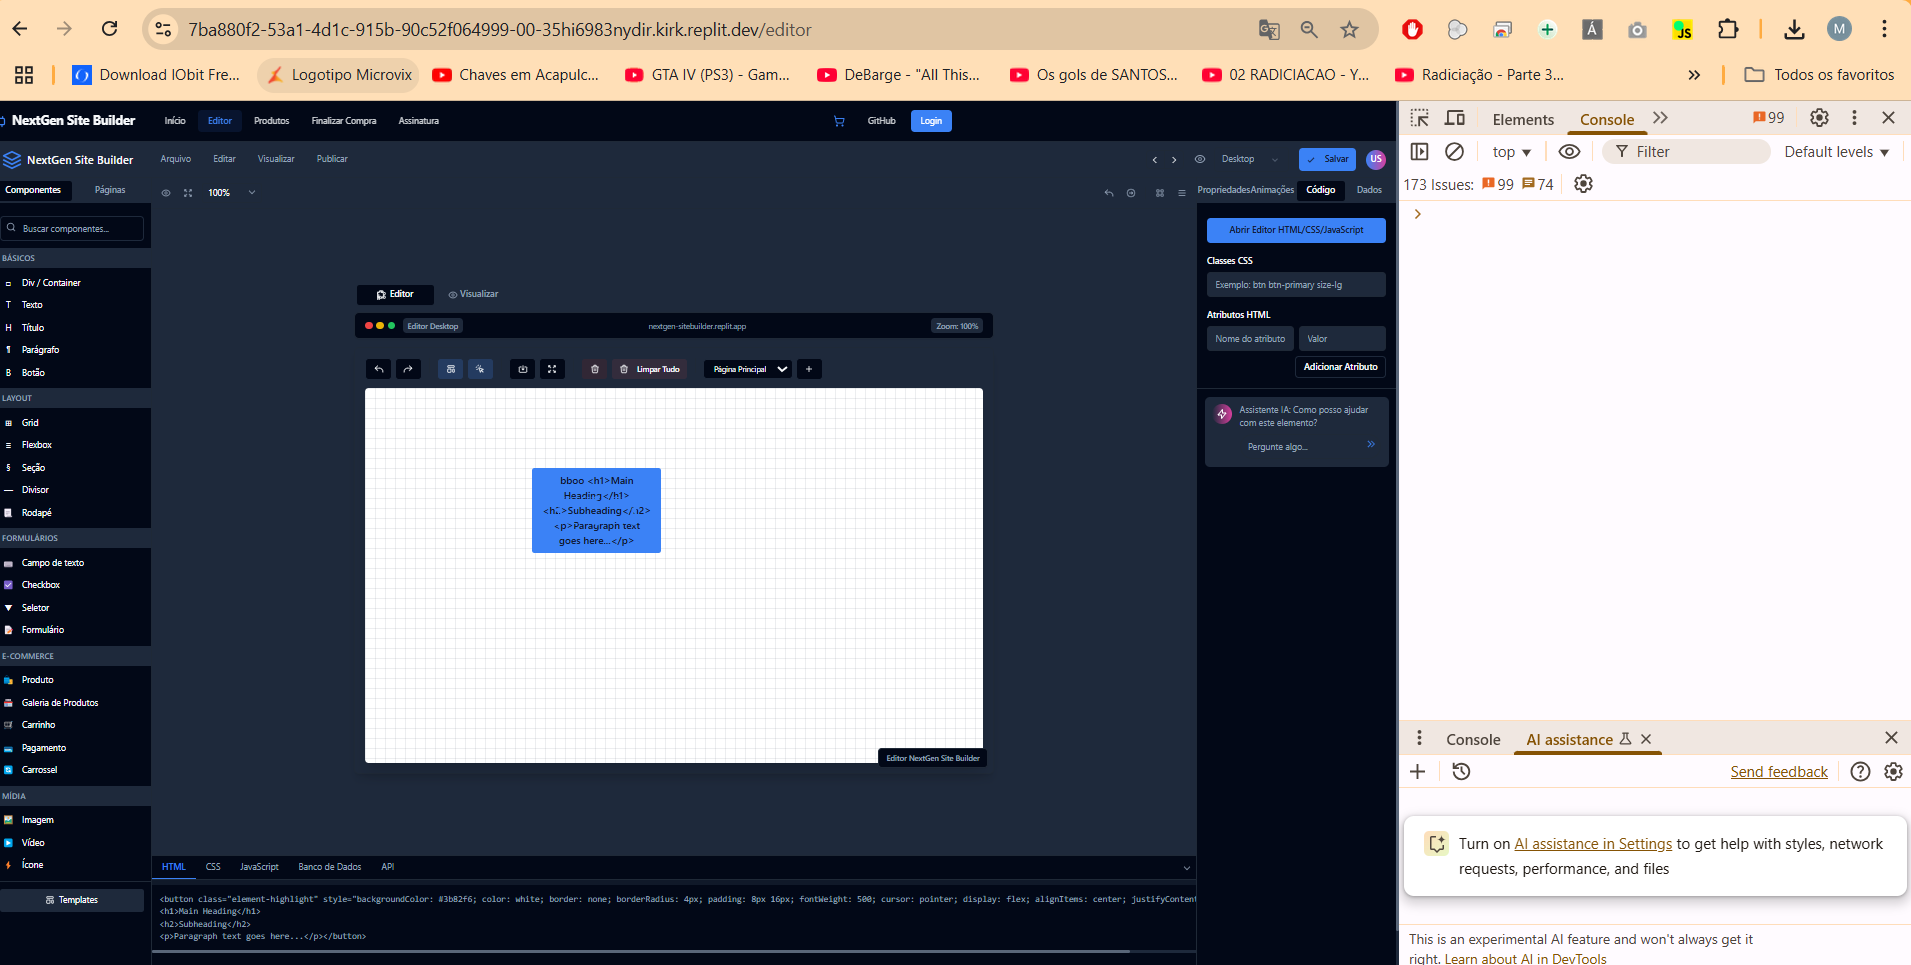 7ba880f2-53a1-4d1c-915b-90c52f064999-00-35hi6983nydir.kirk.replit.dev/editor
Download IObit Fre...
Logotipo Microvix
Chaves em Acapulc...
GTA IV (PS3) - Gam...
DeBarge - "All This...
Os gols de SANTOS...
02 RADICIACAO - Y...
Radiciação - Parte 3...
»
Todos os favoritos
NextGen Site Builder
Início
Editor
Produtos
Finalizar Compra
Assinatura
GitHub
Login
NextGen Site Builder
Arquivo
Editar
Visualizar
Publicar
Desktop
Salvar
US
Componentes
Páginas
100%
Propriedades
Animações
Código
Dados
Buscar componentes...
BÁSICOS
Div / Container
T Texto
H Título
¶ Parágrafo
B Botão
LAYOUT
Grid
Flexbox
§ Seção
Divisor
Rodapé
FORMULÁRIOS
Campo de texto
Checkbox
Seletor
Formulário
E-COMMERCE
Produto
Galeria de Produtos
Carrinho
Pagamento
Carrossel
MÍDIA
Imagem
Vídeo
Ícone
Templates
Editor
Visualizar
Editor Desktop
nextgen-sitebuilder.replit.app
Zoom: 100%
Limpar Tudo
Página Principal
+
bboo <h1>Main
Heading</h1>
<h2>Subheading</h2>
<p>Paragraph text
goes here...</p>
Editor NextGen Site Builder
HTML
CSS
JavaScript
Banco de Dados
API
<button class="element-highlight" style="backgroundColor: #3b82f6; color: white; border: none; borderRadius: 4px; padding: 8px 16px; fontWeight: 500; cursor: pointer; display: flex; alignItems: center; justifyContent
<h1>Main Heading</h1>
<h2>Subheading</h2>
<p>Paragraph text goes here...</p></button>
Abrir Editor HTML/CSS/JavaScript
Classes CSS
Exemplo: btn btn-primary size-lg
Atributos HTML
Nome do atributo
Valor
Adicionar Atributo
Assistente IA: Como posso ajudar
com este elemento?
Pergunte algo...
Elements
Console
99
top
Filter
Default levels
173 Issues:
99
74
Console
AI assistance
Send feedback
Turn on AI assistance in Settings to get help with styles, network
requests, performance, and files
This is an experimental AI feature and won't always get it
right. Learn about AI in DevTools
M
JS
Á